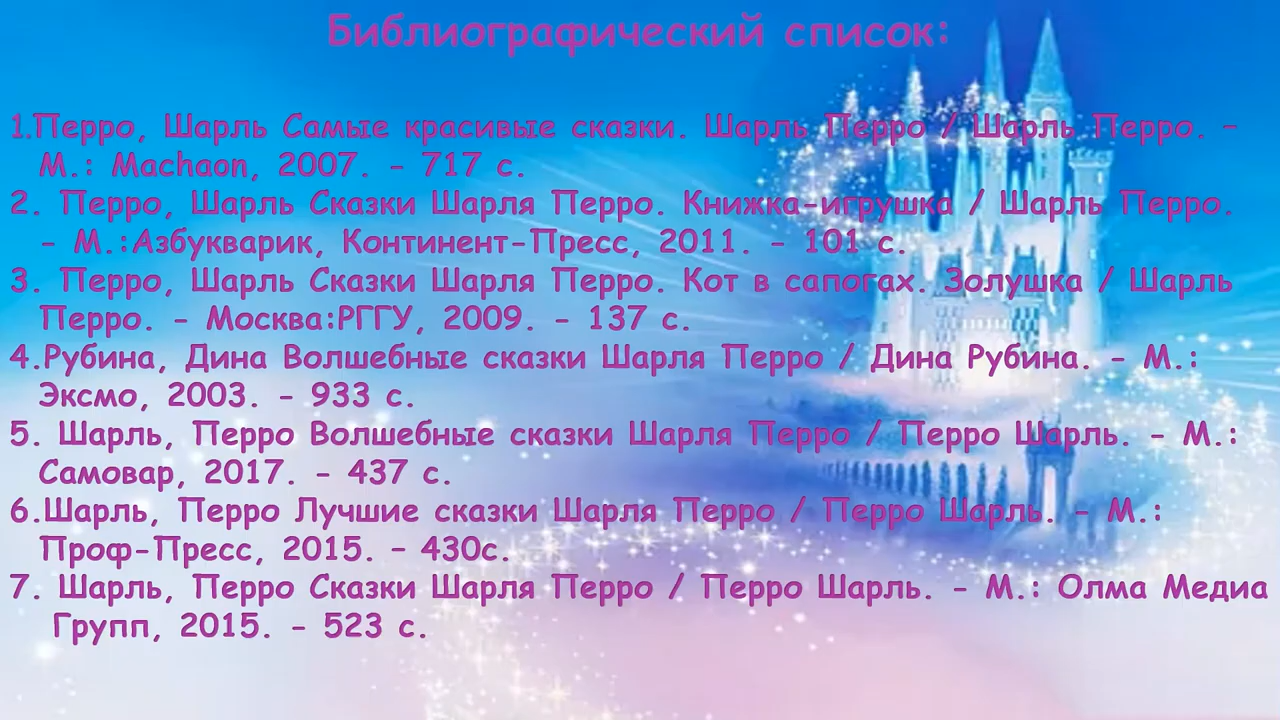 Библиографический список:
1.Перро, Шарль Самые красивые сказки. Шарль Перро / Шарль Перро. –
М.: Machaon, 2007. – 717 с.
2. Перро, Шарль Сказки Шарля Перро. Книжка-игрушка / Шарль Перро.
– М.:Азбукварик, Континент-Пресс, 2011. – 101 с.
3. Перро, Шарль Сказки Шарля Перро. Кот в сапогах. Золушка / Шарль
Перро. – Москва:РГГУ, 2009. – 137 с.
4.Рубина, Дина Волшебные сказки Шарля Перро / Дина Рубина. – М.:
Эксмо, 2003. – 933 с.
5. Шарль, Перро Волшебные сказки Шарля Перро / Перро Шарль. – М.:
Самовар, 2017. – 437 с.
6.Шарль, Перро Лучшие сказки Шарля Перро / Перро Шарль. – М.:
Проф-Пресс, 2015. – 430с.
7. Шарль, Перро Сказки Шарля Перро / Перро Шарль. – М.: Олма Медиа
Групп, 2015. – 523 с.